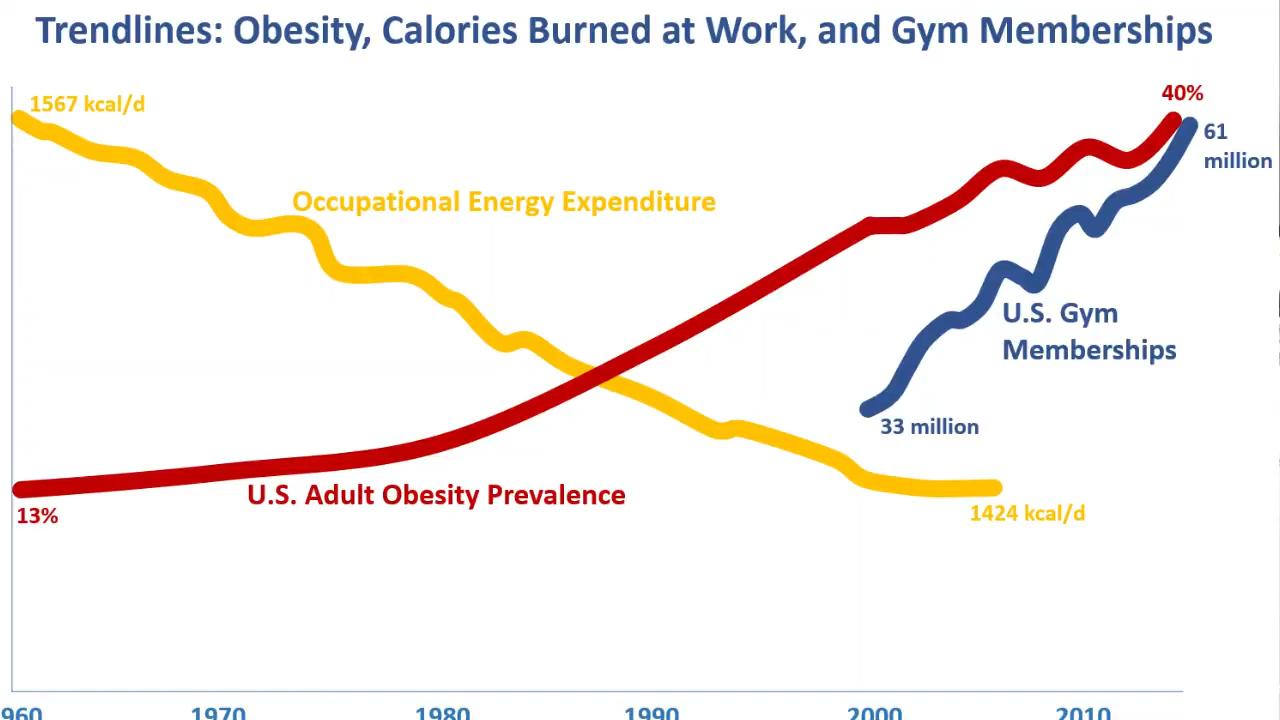 Trendlines: Obesity, Calories Burned at Work, and Gym Memberships
1567 kcal/d
40%
61
million
Occupational Energy Expenditure
U.S. Gym
Memberships
33 million
U.S. Adult Obesity Prevalence
13%
1424 kcal/d
960 1970 1980 1990 2000 2010